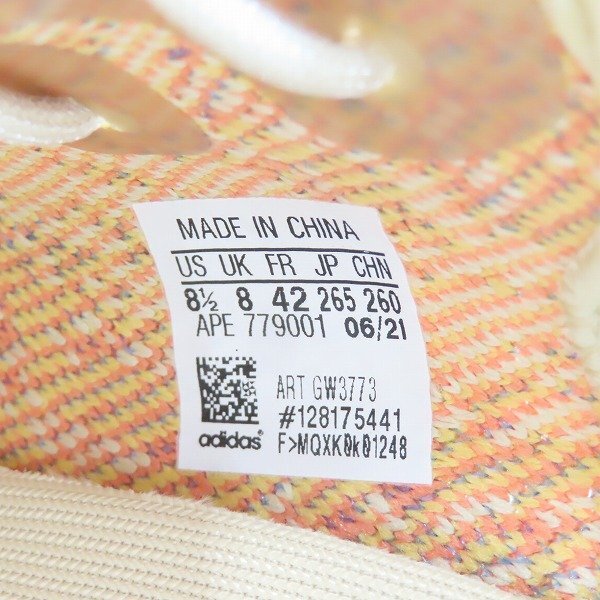 MADE IN CHINA
US UK FR JP CHN
8½ 8 42 265 260
APE 779001 06/21
ART GW3773
#128175441
adidas® F>MQXK0k01248